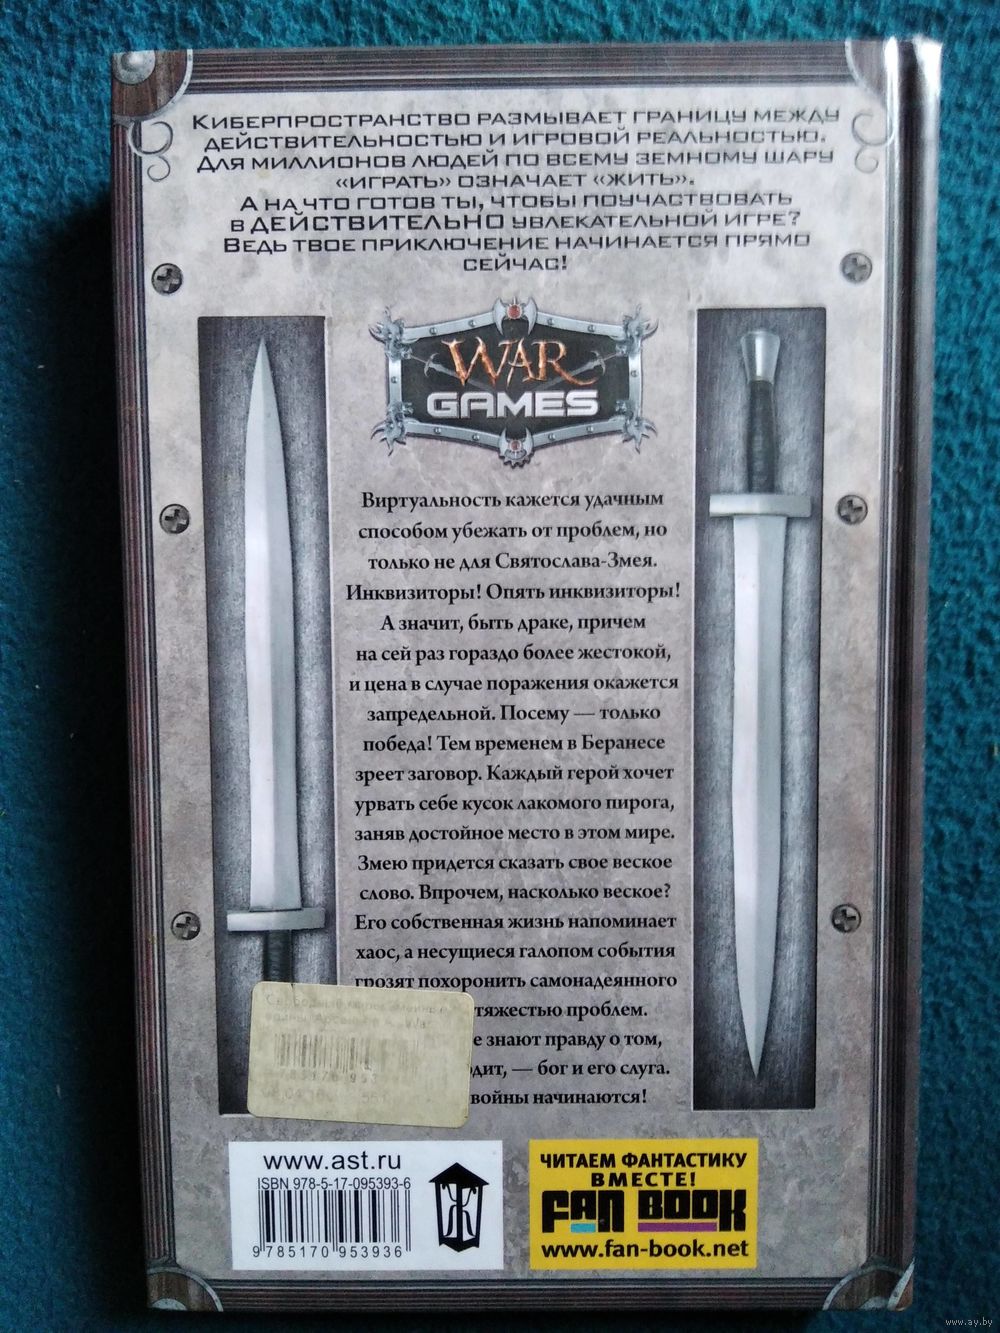 Киберпространство размывает границу между
действительностью и игровой реальностью.
Для миллионов людей по всему земному шару
«играть» означает «жить».
А на что готов ты, чтобы поучаствовать
в ДЕЙСТВИТЕЛЬНО увлекательной игре?
Ведь твое приключение начинается прямо
сейчас!
WAR
GAMES
Виртуальность кажется удачным
способом убежать от проблем, но
только не для Святослава-Змея.
Инквизиторы! Опять инквизиторы!
А значит, быть драке, причем
на сей раз гораздо более жестокой,
и цена в случае поражения окажется
запредельной. Посему — только
победа! Тем временем в Беранесе
зреет заговор. Каждый герой хочет
урвать себе кусок лакомого пирога,
заняв достойное место в этом мире.
Змею придется сказать свое веское
слово. Впрочем, насколько веское?
Его собственная жизнь напоминает
хаос, а несущиеся галопом события
грозят похоронить самонадеянного
тяжестью проблем.
знают правду о том,
— бог и его слуга.
войны начинаются!
www.ast.ru
ISBN 978-5-17-095393-6
9 785170 953936
ЧИТАЕМ ФАНТАСТИКУ
ВМЕСТЕ!
FAN BOOK
www.fan-book.net
www.ay.by